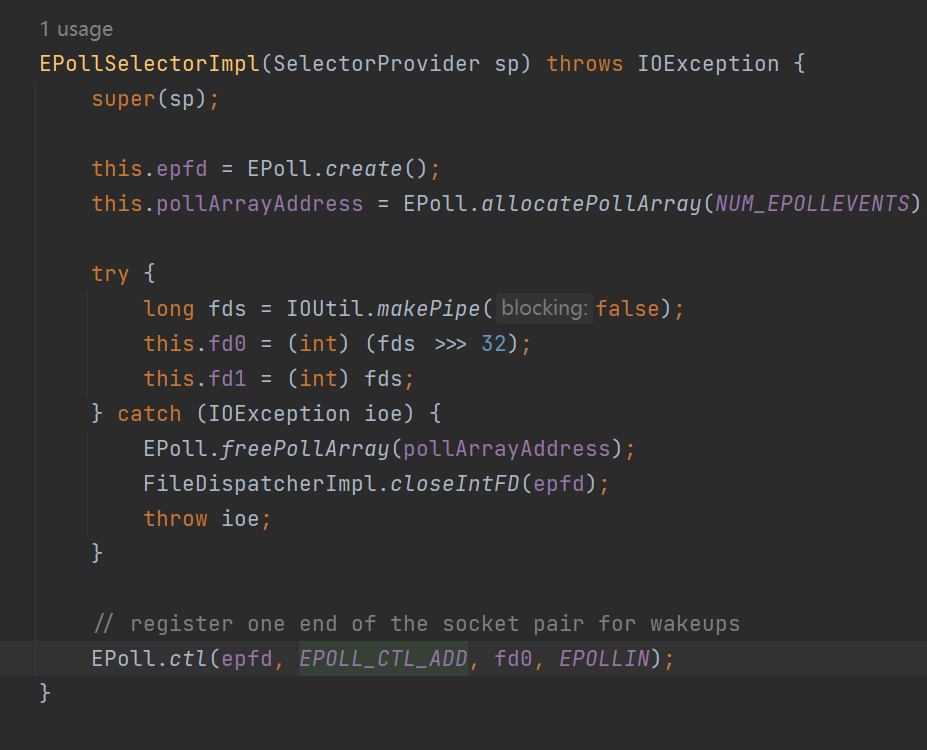 1 usage
EPollSelectorImpl(SelectorProvider sp) throws IOException {
super(sp);
this.epfd = EPoll.create();
this.pollArrayAddress = EPoll.allocatePollArray(NUM_EPOLLEVENTS)
try {
long fds = IOUtil.makePipe( blocking: false);
this.fd0 = (int) (fds >>> 32);
this.fd1 = (int) fds;
} catch (IOException ioe) {
EPoll.freePollArray(pollArrayAddress);
FileDispatcherImpl.closeIntFD(epfd);
throw ioe;
}
// register one end of the socket pair for wakeups
EPoll.ctl(epfd, EPOLL_CTL_ADD, fd0, EPOLLIN);
}